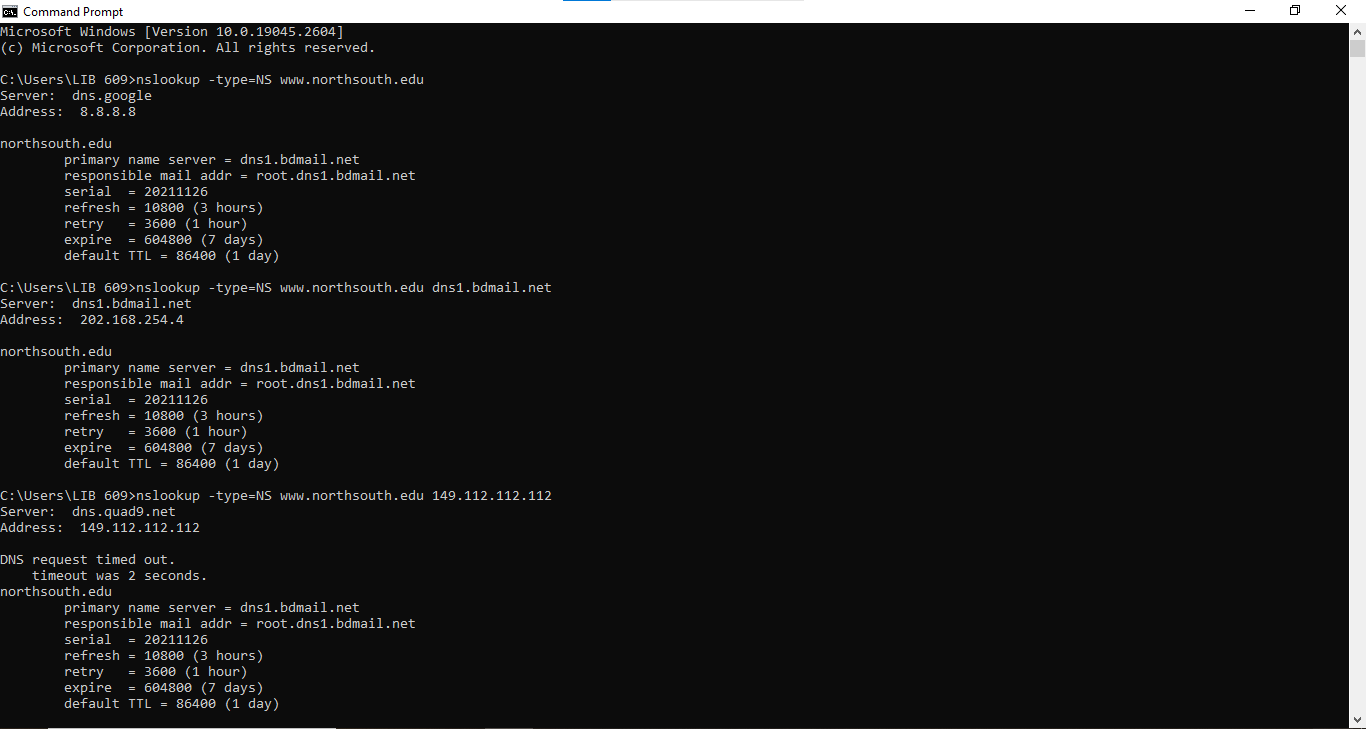 Command Prompt
Microsoft Windows [Version 10.0.19045.2604]
(c) Microsoft Corporation. All rights reserved.
C:\Users\LIB 609>nslookup -type=NS www.northsouth.edu
Server:  dns.google
Address:  8.8.8.8
northsouth.edu
        primary name server = dns1.bdmail.net
        responsible mail addr = root.dns1.bdmail.net
        serial  = 20211126
        refresh = 10800 (3 hours)
        retry   = 3600 (1 hour)
        expire  = 604800 (7 days)
        default TTL = 86400 (1 day)
C:\Users\LIB 609>nslookup -type=NS www.northsouth.edu dns1.bdmail.net
Server:  dns1.bdmail.net
Address:  202.168.254.4
northsouth.edu
        primary name server = dns1.bdmail.net
        responsible mail addr = root.dns1.bdmail.net
        serial  = 20211126
        refresh = 10800 (3 hours)
        retry   = 3600 (1 hour)
        expire  = 604800 (7 days)
        default TTL = 86400 (1 day)
C:\Users\LIB 609>nslookup -type=NS www.northsouth.edu 149.112.112.112
Server:  dns.quad9.net
Address:  149.112.112.112
DNS request timed out.
    timeout was 2 seconds.
northsouth.edu
        primary name server = dns1.bdmail.net
        responsible mail addr = root.dns1.bdmail.net
        serial  = 20211126
        refresh = 10800 (3 hours)
        retry   = 3600 (1 hour)
        expire  = 604800 (7 days)
        default TTL = 86400 (1 day)